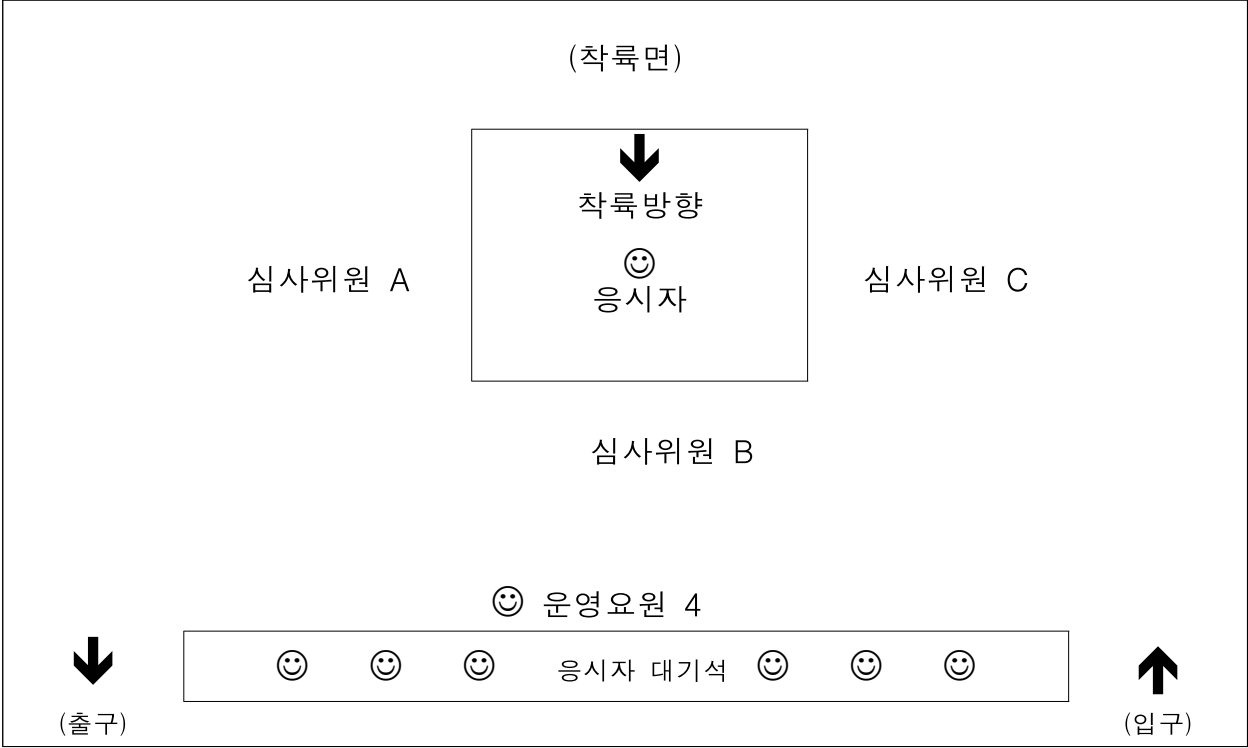 (착륙면)
착륙방향
심사위원 A
응시자
심사위원 C
심사위원 B
운영요원 4
응시자 대기석
(출구)
(입구)